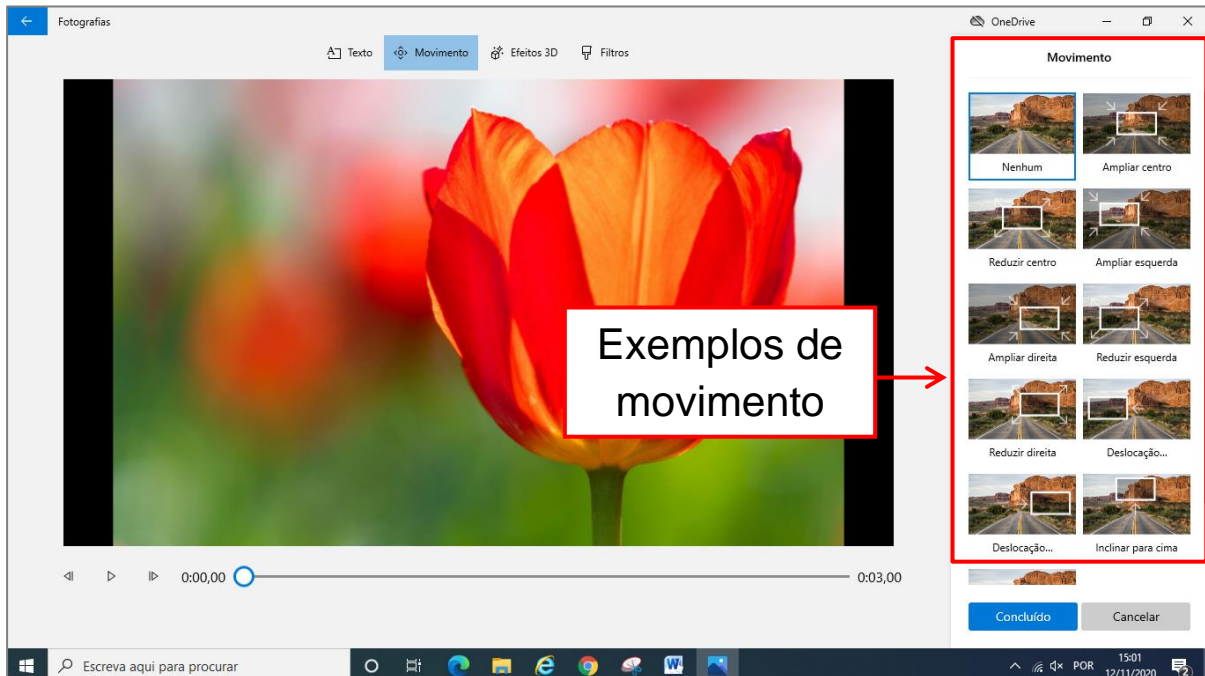 Fotografias
OneDrive
Texto
Movimento
Efeitos 3D
Filtros
Movimento
Nenhum
Ampliar centro
Reduzir centro
Ampliar esquerda
Ampliar direita
Reduzir esquerda
Reduzir direita
Deslocação...
Deslocação...
Inclinar para cima
Exemplos de
movimento
0:00,00
0:03,00
Concluído
Cancelar
Escreva aqui para procurar
POR
15:01
12/11/2020
2